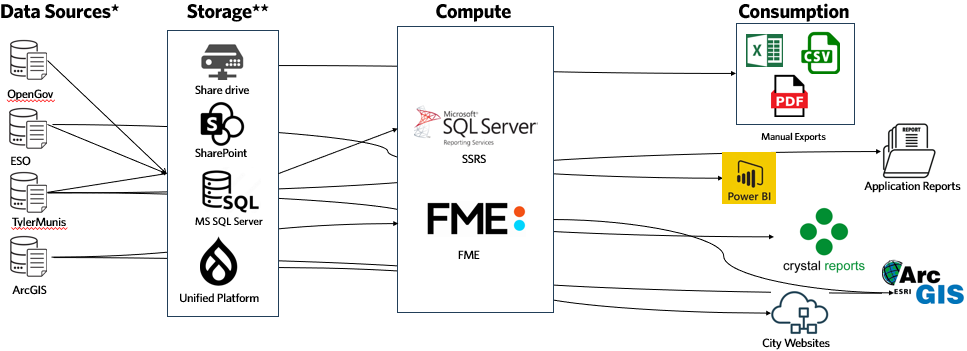 Data Sources★
Storage★★
Compute
Consumption
OpenGov
ESO
TylerMunis
ArcGIS
Share drive
S
SharePoint
SQL
MS SQL Server
Unified Platform
Microsoft®
SQL Server®
Reporting Services
SSRS
FME
FME
X
CSV
PDF
Manual Exports
REPORT
Application Reports
Power BI
crystal reports
Arc
ESRI
GIS
City Websites